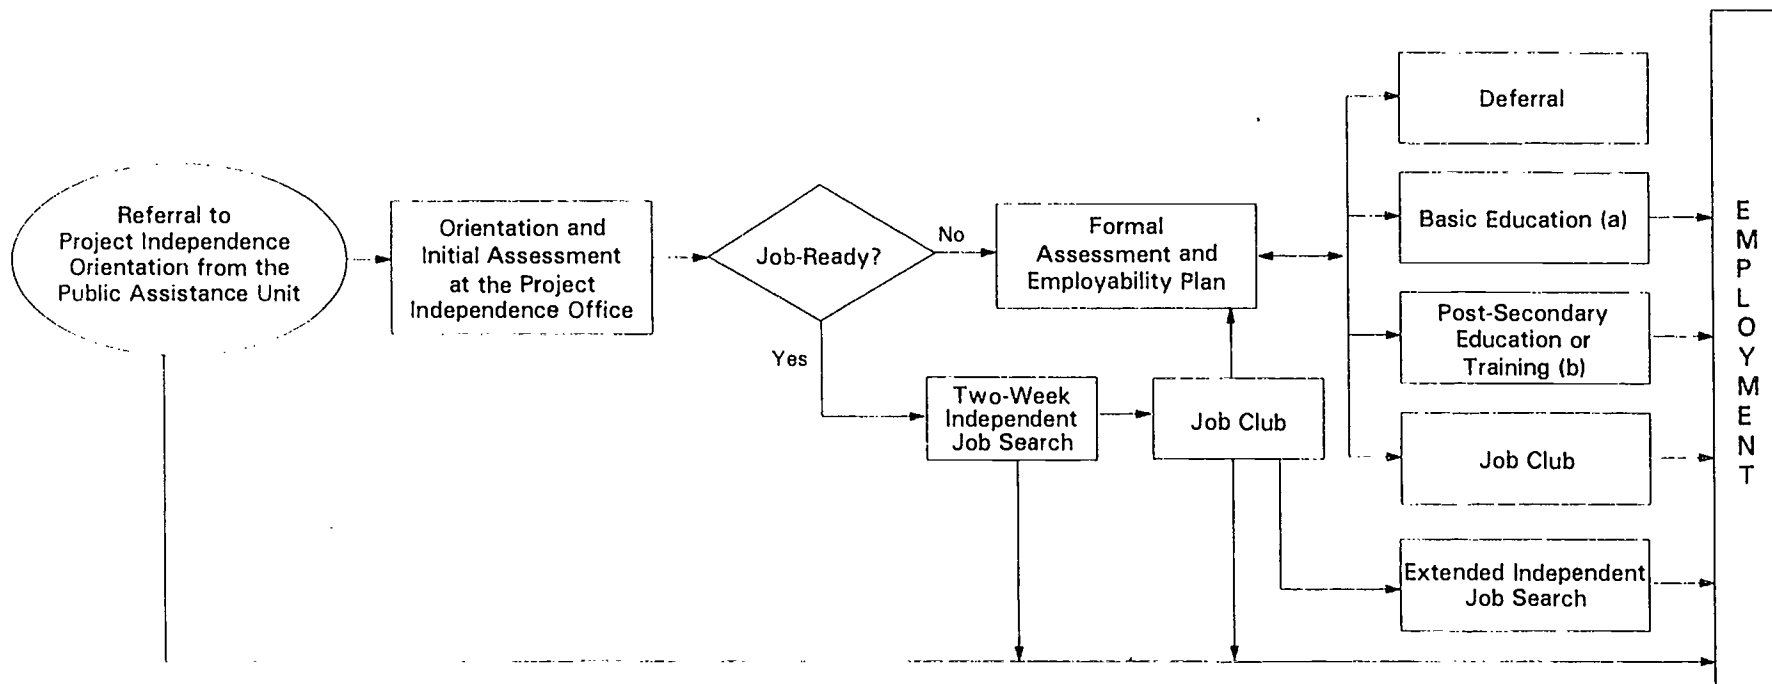 Referral to
Project Independence
Orientation from the
Public Assistance Unit
Orientation and
Initial Assessment
at the Project
Independence Office
Job-Ready?
No
Yes
Formal
Assessment and
Employability Plan
Two-Week
Independent
Job Search
Job Club
Deferral
Basic Education (a)
Post-Secondary
Education or
Training (b)
Job Club
Extended Independent
Job Search
EMPLOYMENT